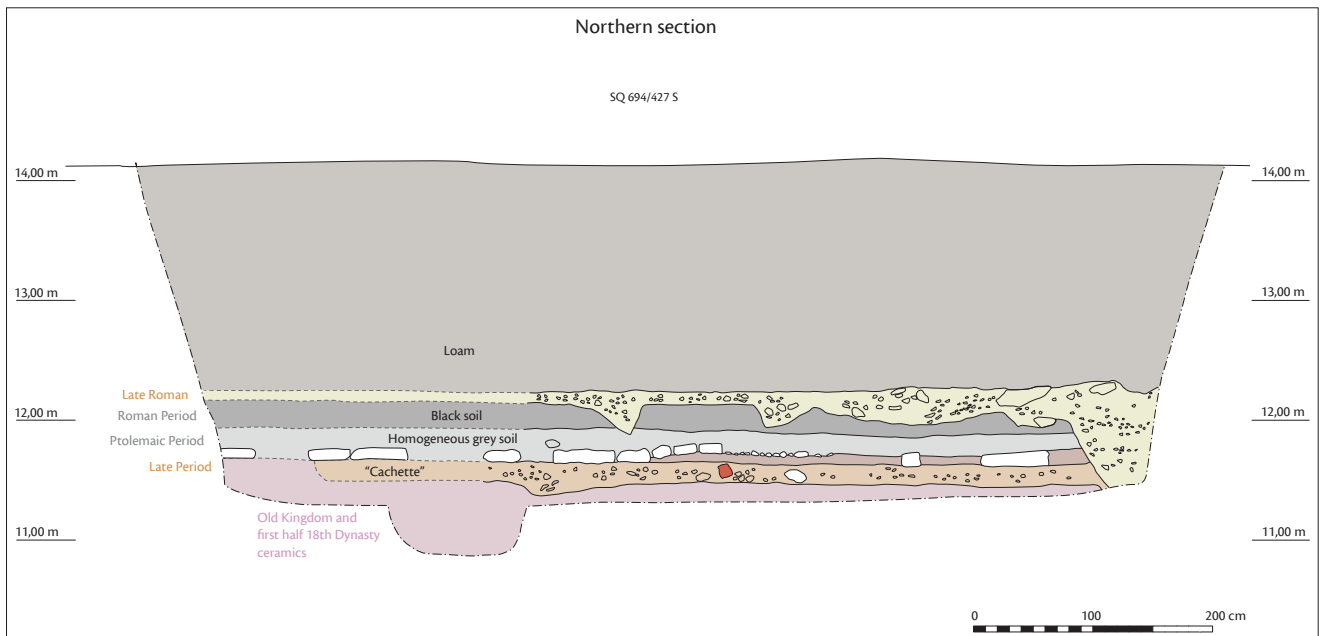 Northern section
SQ 694/427 S
14,00 m
14,00 m
13,00 m
13,00 m
Loam
Late Roman
Roman Period
Black soil
12,00 m
12,00 m
Ptolemaic Period
Homogeneous grey soil
Late Period
"Cachette"
Old Kingdom and
first half 18th Dynasty
ceramics
11,00 m
11,00 m
0 100 200 cm